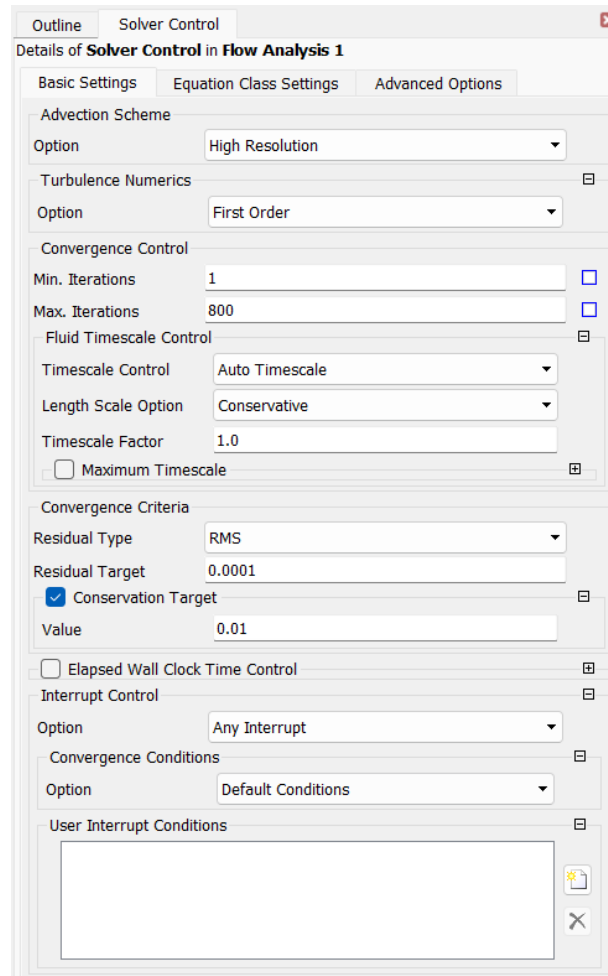 Outline Solver Control
Details of Solver Control in Flow Analysis 1
Basic Settings Equation Class Settings Advanced Options
Advection Scheme
Option High Resolution
Turbulence Numerics
Option First Order
Convergence Control
Min. Iterations 1
Max. Iterations 800
Fluid Timescale Control
Timescale Control Auto Timescale
Length Scale Option Conservative
Timescale Factor 1.0
Maximum Timescale
Convergence Criteria
Residual Type RMS
Residual Target 0.0001
Conservation Target
Value 0.01
Elapsed Wall Clock Time Control
Interrupt Control
Option Any Interrupt
Convergence Conditions
Option Default Conditions
User Interrupt Conditions